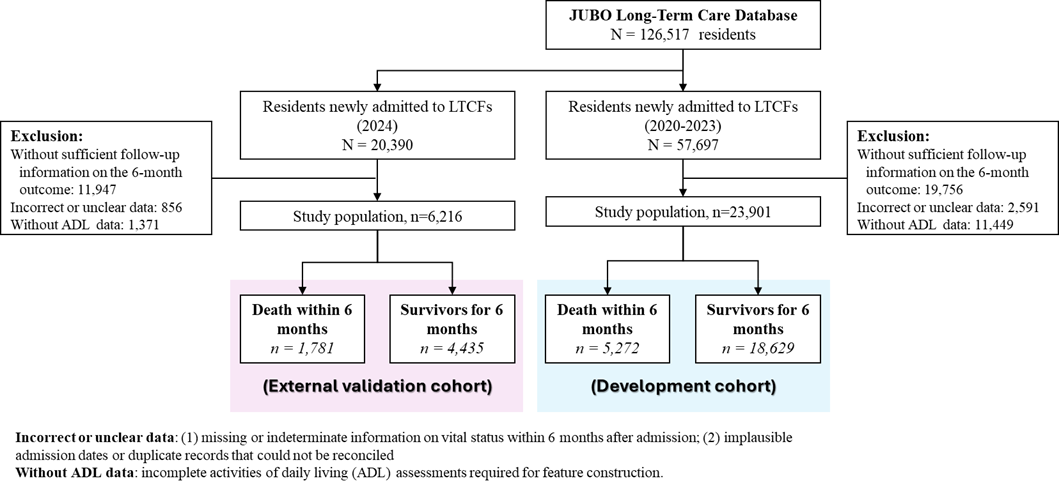 JUBO Long-Term Care Database
N = 126,517 residents
Residents newly admitted to LTCFs
(2024)
N = 20,390
Residents newly admitted to LTCFs
(2020-2023)
N = 57,697
Exclusion:
Without sufficient follow-up
information on the 6-month
outcome: 11,947
Incorrect or unclear data: 856
Without ADL data: 1,371
Exclusion:
Without sufficient follow-up
information on the 6-month
outcome: 19,756
Incorrect or unclear data: 2,591
Without ADL data: 11,449
Study population, n=6,216
Study population, n=23,901
Death within 6
months
n = 1,781
Survivors for 6
months
n = 4,435
Death within 6
months
n = 5,272
Survivors for 6
months
n = 18,629
(External validation cohort)
(Development cohort)
Incorrect or unclear data: (1) missing or indeterminate information on vital status within 6 months after admission; (2) implausible
admission dates or duplicate records that could not be reconciled
Without ADL data: incomplete activities of daily living (ADL) assessments required for feature construction.